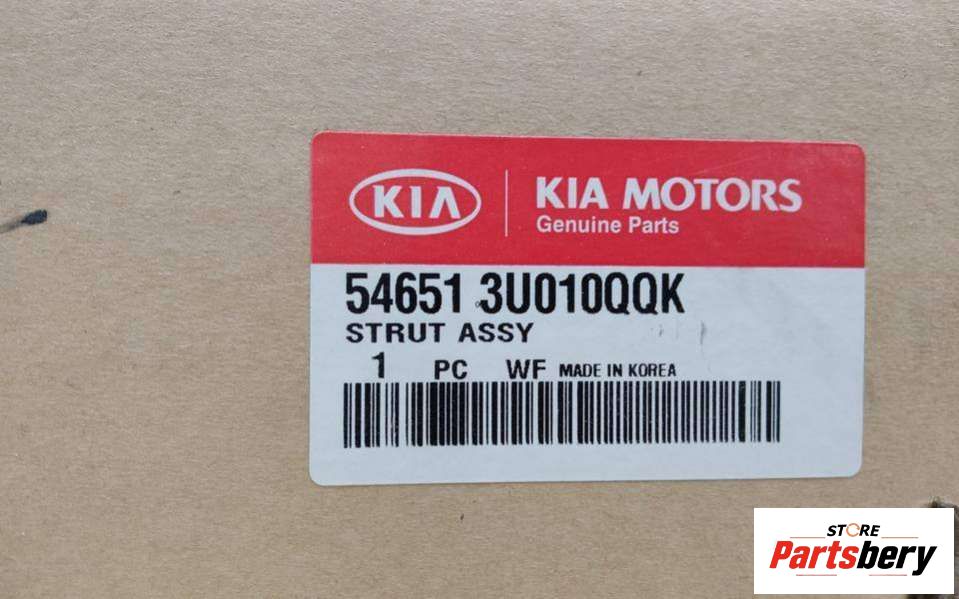 KIA
KIA MOTORS
Genuine Parts
54651 3U010QQK
STRUT ASSY
1 PC WF MADE IN KOREA
STORE
Partsbery